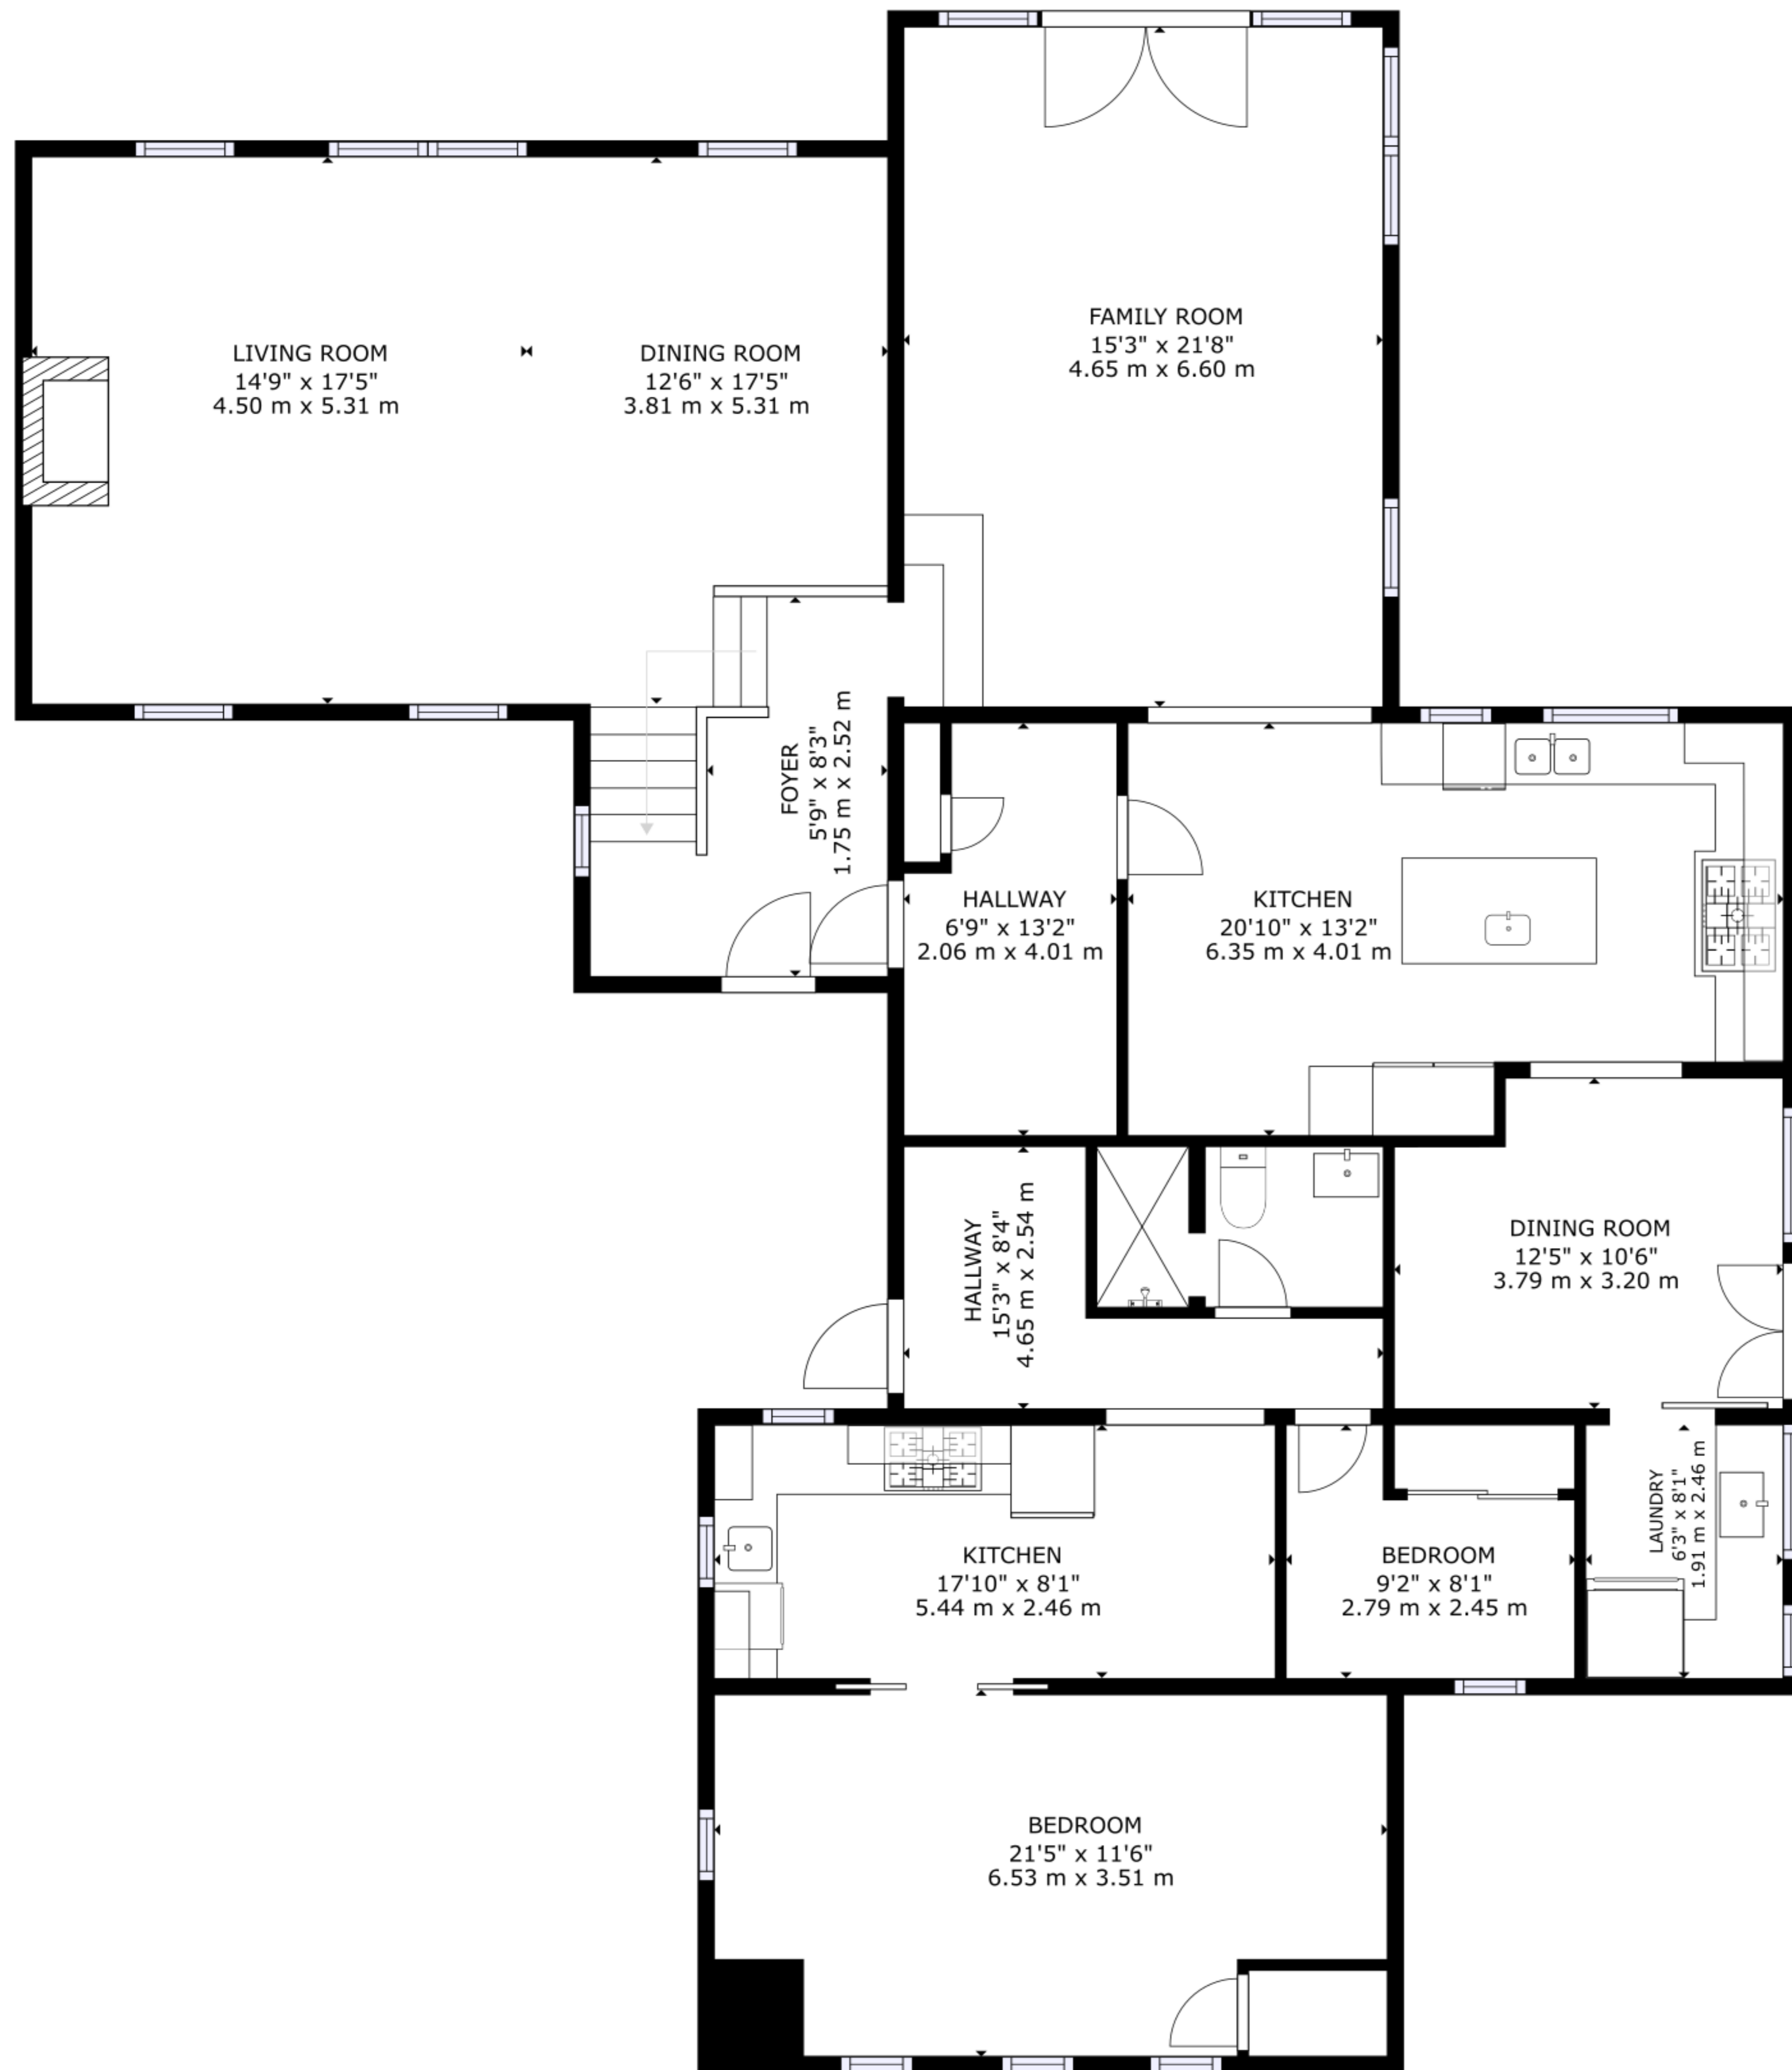 FAMILY ROOM
15'3" x 21'8"
4.65 m x 6.60 m
LIVING ROOM
14'9" x 17'5"
4.50 m x 5.31 m
DINING ROOM
12'6" x 17'5"
3.81 m x 5.31 m
FOYER
5'9" x 8'3"
1.75 m x 2.52 m
HALLWAY
6'9" x 13'2"
2.06 m x 4.01 m
KITCHEN
20'10" x 13'2"
6.35 m x 4.01 m
HALLWAY
15'3" x 8'4"
4.65 m x 2.54 m
DINING ROOM
12'5" x 10'6"
3.79 m x 3.20 m
KITCHEN
17'10" x 8'1"
5.44 m x 2.46 m
BEDROOM
9'2" x 8'1"
2.79 m x 2.45 m
LAUNDRY
6'3" x 8'1"
1.91 m x 2.46 m
BEDROOM
21'5" x 11'6"
6.53 m x 3.51 m